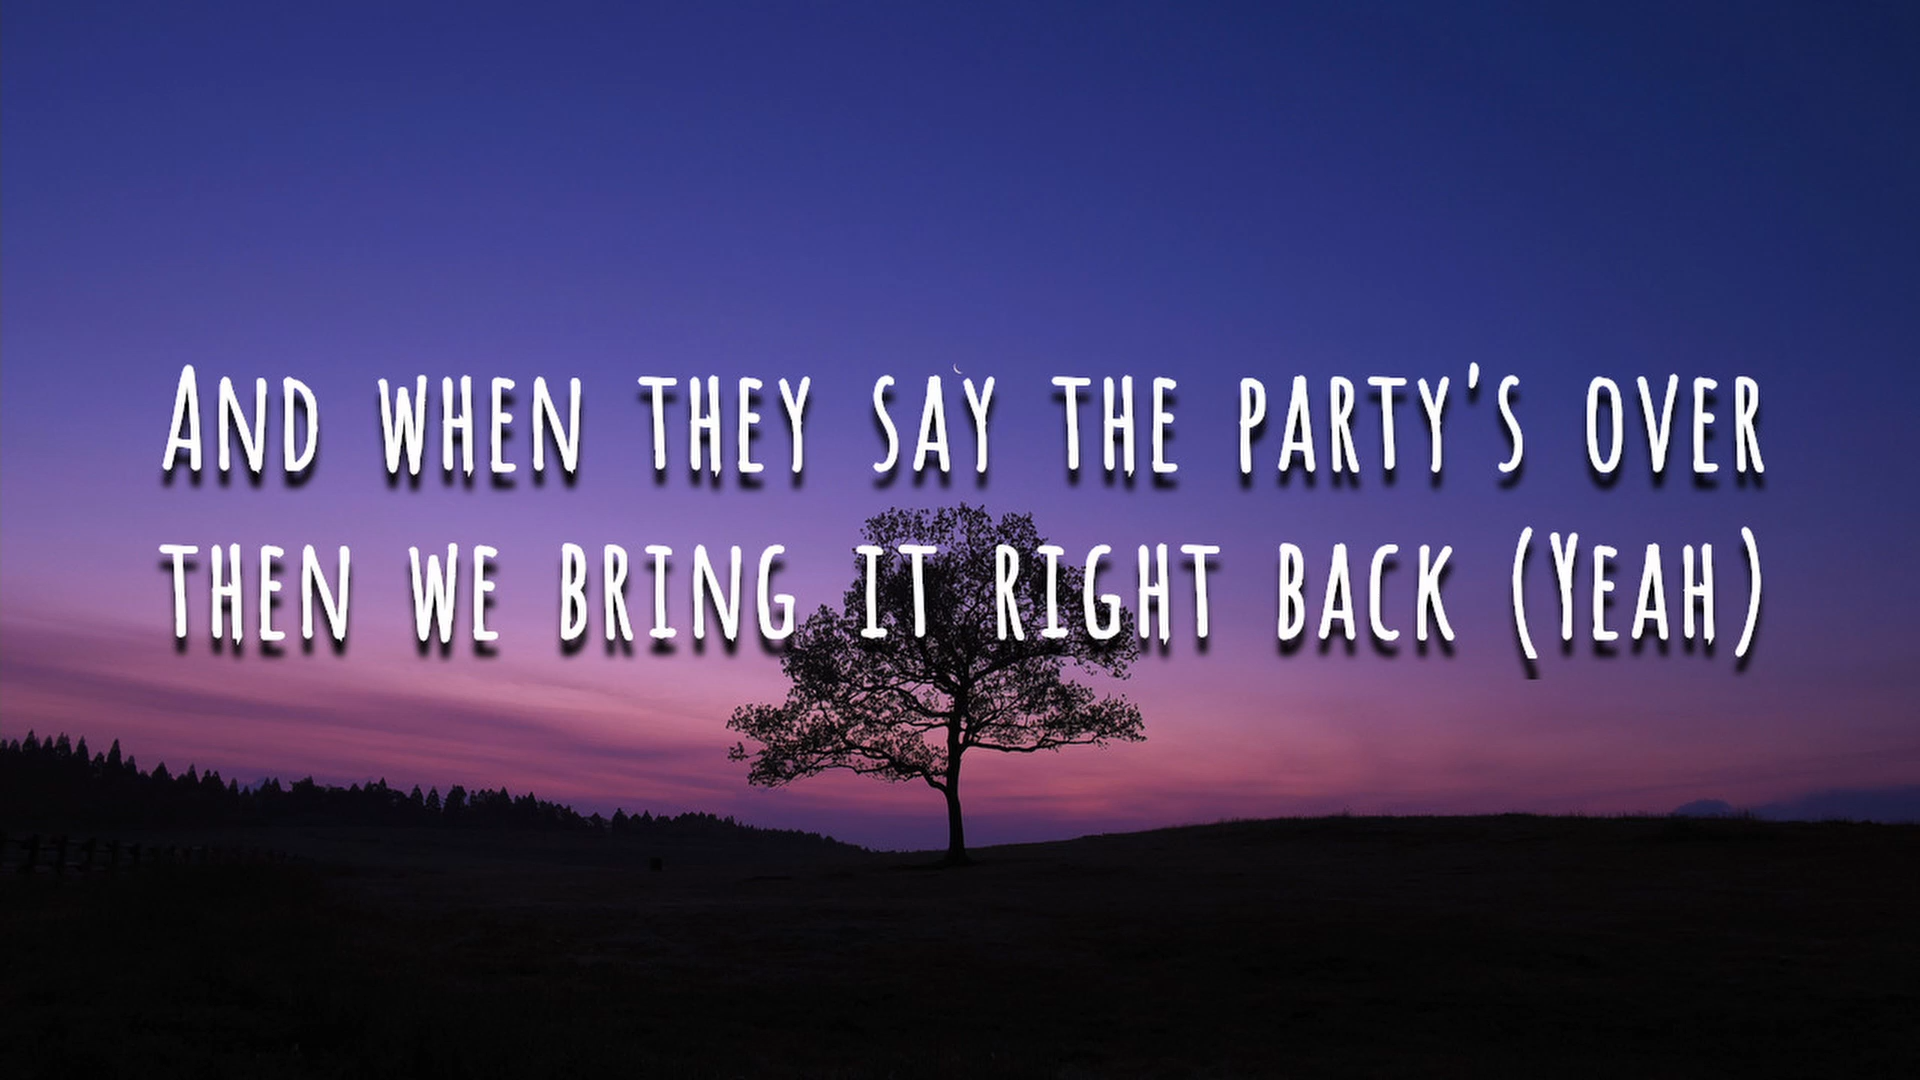 And when they say the party's over
then we bring it right back (Yeah)